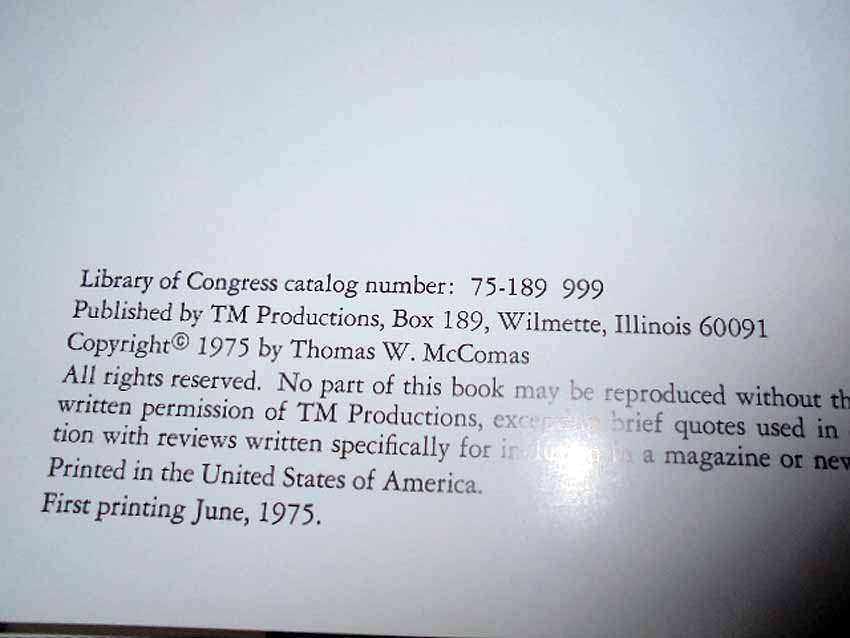 Library of Congress catalog number: 75-189 999
Published by TM Productions, Box 189, Wilmette, Illinois 60091
Copyright© 1975 by Thomas W. McComas
All rights reserved. No part of this book may be reproduced without
written permission of TM Productions, brief quotes used in
tion with reviews written specifically for a magazine or
Printed in the United States of America.
First printing June, 1975.